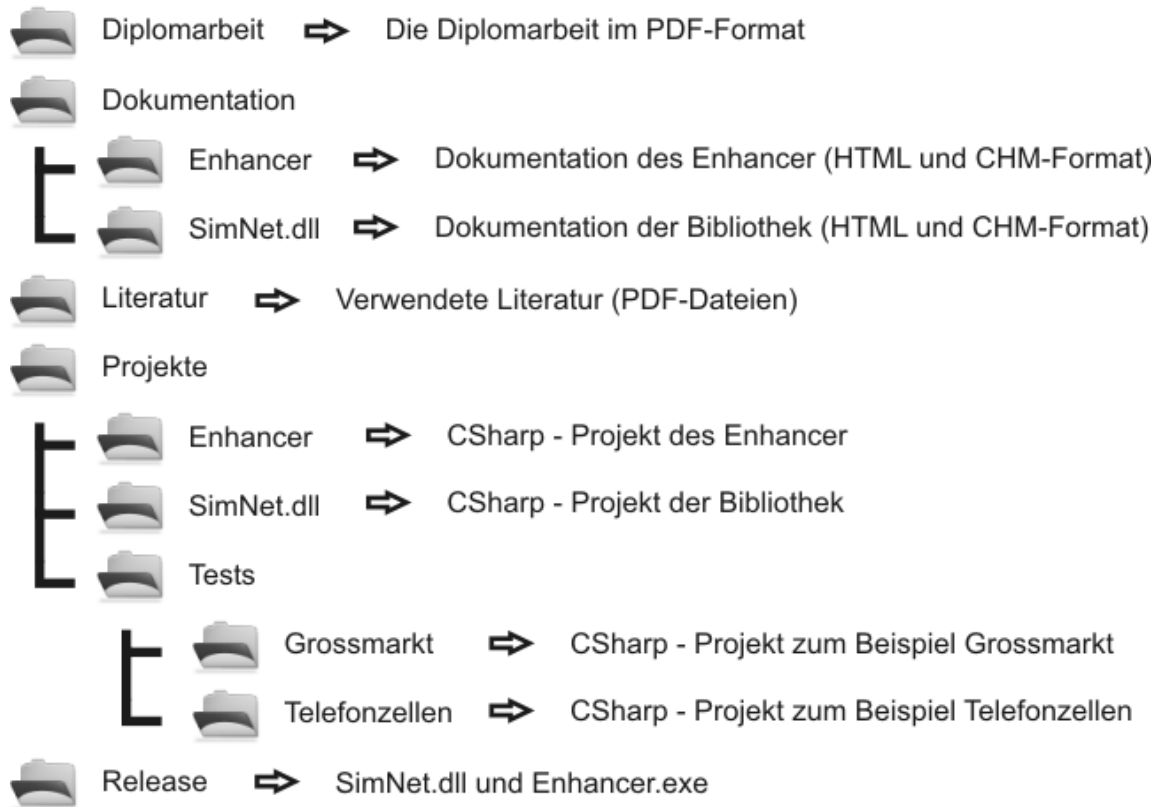 Diplomarbeit Die Diplomarbeit im PDF-Format
Dokumentation
Enhancer Dokumentation des Enhancer (HTML und CHM-Format)
SimNet.dll Dokumentation der Bibliothek (HTML und CHM-Format)
Literatur Verwendete Literatur (PDF-Dateien)
Projekte
Enhancer CSharp - Projekt des Enhancer
SimNet.dll CSharp - Projekt der Bibliothek
Tests
Grossmarkt CSharp - Projekt zum Beispiel Grossmarkt
Telefonzellen CSharp - Projekt zum Beispiel Telefonzellen
Release SimNet.dll und Enhancer.exe